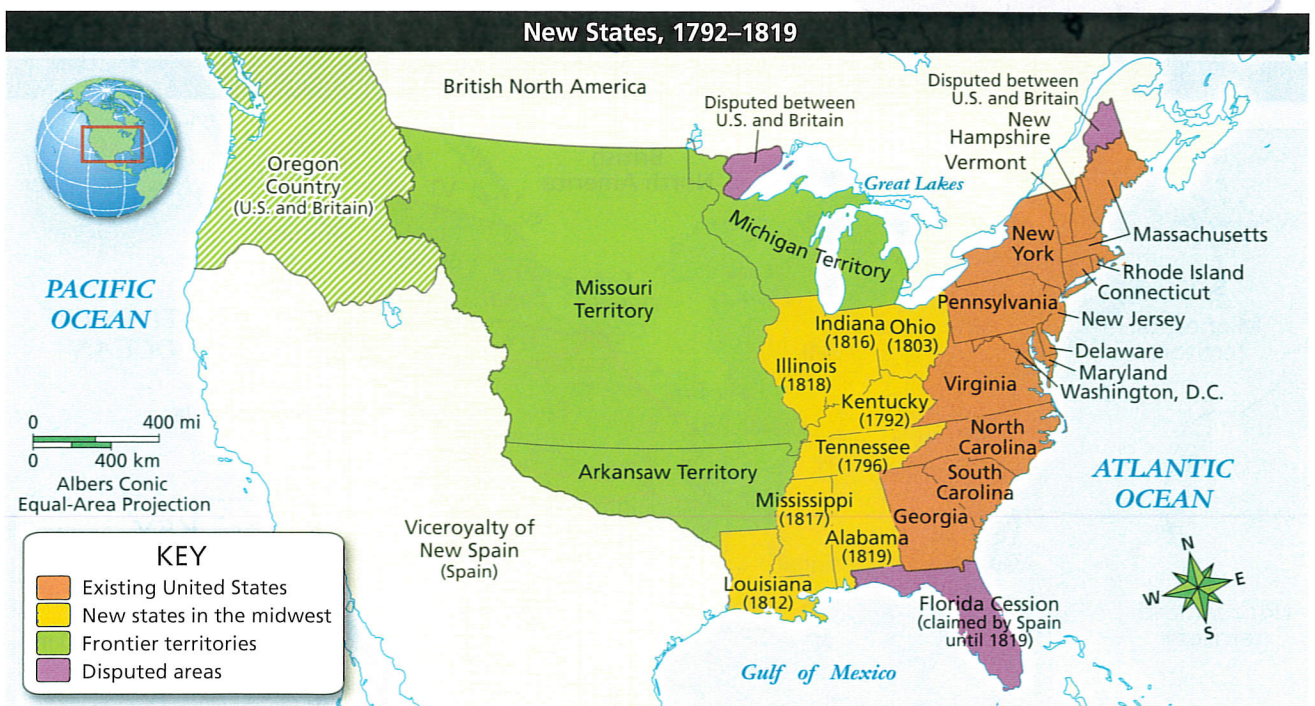 New States, 1792–1819
British North America
Disputed between
U.S. and Britain
Disputed between
U.S. and Britain
New
Hampshire
Vermont
Oregon
Country
(U.S. and Britain)
Great Lakes
Michigan Territory
New
York
Massachusetts
Rhode Island
Connecticut
PACIFIC
OCEAN
Missouri
Territory
Pennsylvania
New Jersey
Indiana
(1816)
Ohio
(1803)
Delaware
Maryland
Washington, D.C.
Illinois
(1818)
Virginia
Kentucky
(1792)
0 400 mi
0 400 km
Albers Conic
Equal-Area Projection
North
Carolina
Tennessee
(1796)
Arkansaw Territory
South
Carolina
ATLANTIC
OCEAN
Mississippi
(1817)
Georgia
Viceroyalty of
New Spain
(Spain)
Alabama
(1819)
Louisiana
(1812)
Florida Cession
(claimed by Spain
until 1819)
Gulf of Mexico
N
E
W
S
KEY
Existing United States
New states in the midwest
Frontier territories
Disputed areas